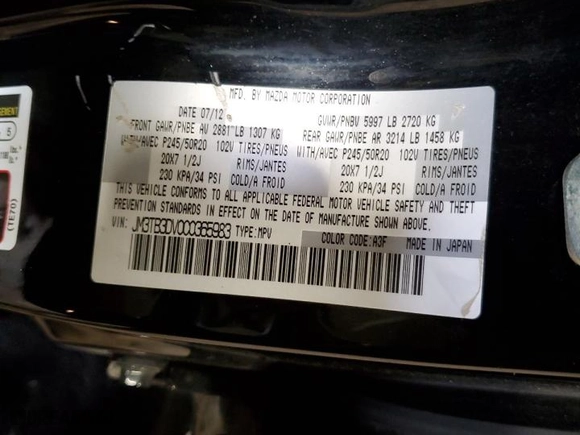 GEMENT
(TE70)
MFD. BY MAZDA MOTOR CORPORATION
DATE 07/12 GVWR/PNBV 5997 LB 2720 KG
FRONT GAWR/PNBE AV 2881 LB 1307 KG REAR GAWR/PNBE AR 3214 LB 1458 KG
WITH/AVEC P245/50R20 102V TIRES/PNEUS WITH/AVEC P245/50R20 102V TIRES/PNEUS
20X7 1/2J RIMS/JANTES 20X7 1/2J RIMS/JANTES
230 KPA/34 PSI COLD/A FROID 230 KPA/34 PSI COLD/A FROID
THIS VEHICLE CONFORMS TO ALL APPLICABLE FEDERAL MOTOR VEHICLE SAFETY AND THEFT
PREVENTION STANDARDS IN EFFECT ON THE DATE OF MANUFACTURE SHOWN ABOVE.
VIN: TYPE:MPV
COLOR CODE: A3F MADE IN JAPAN